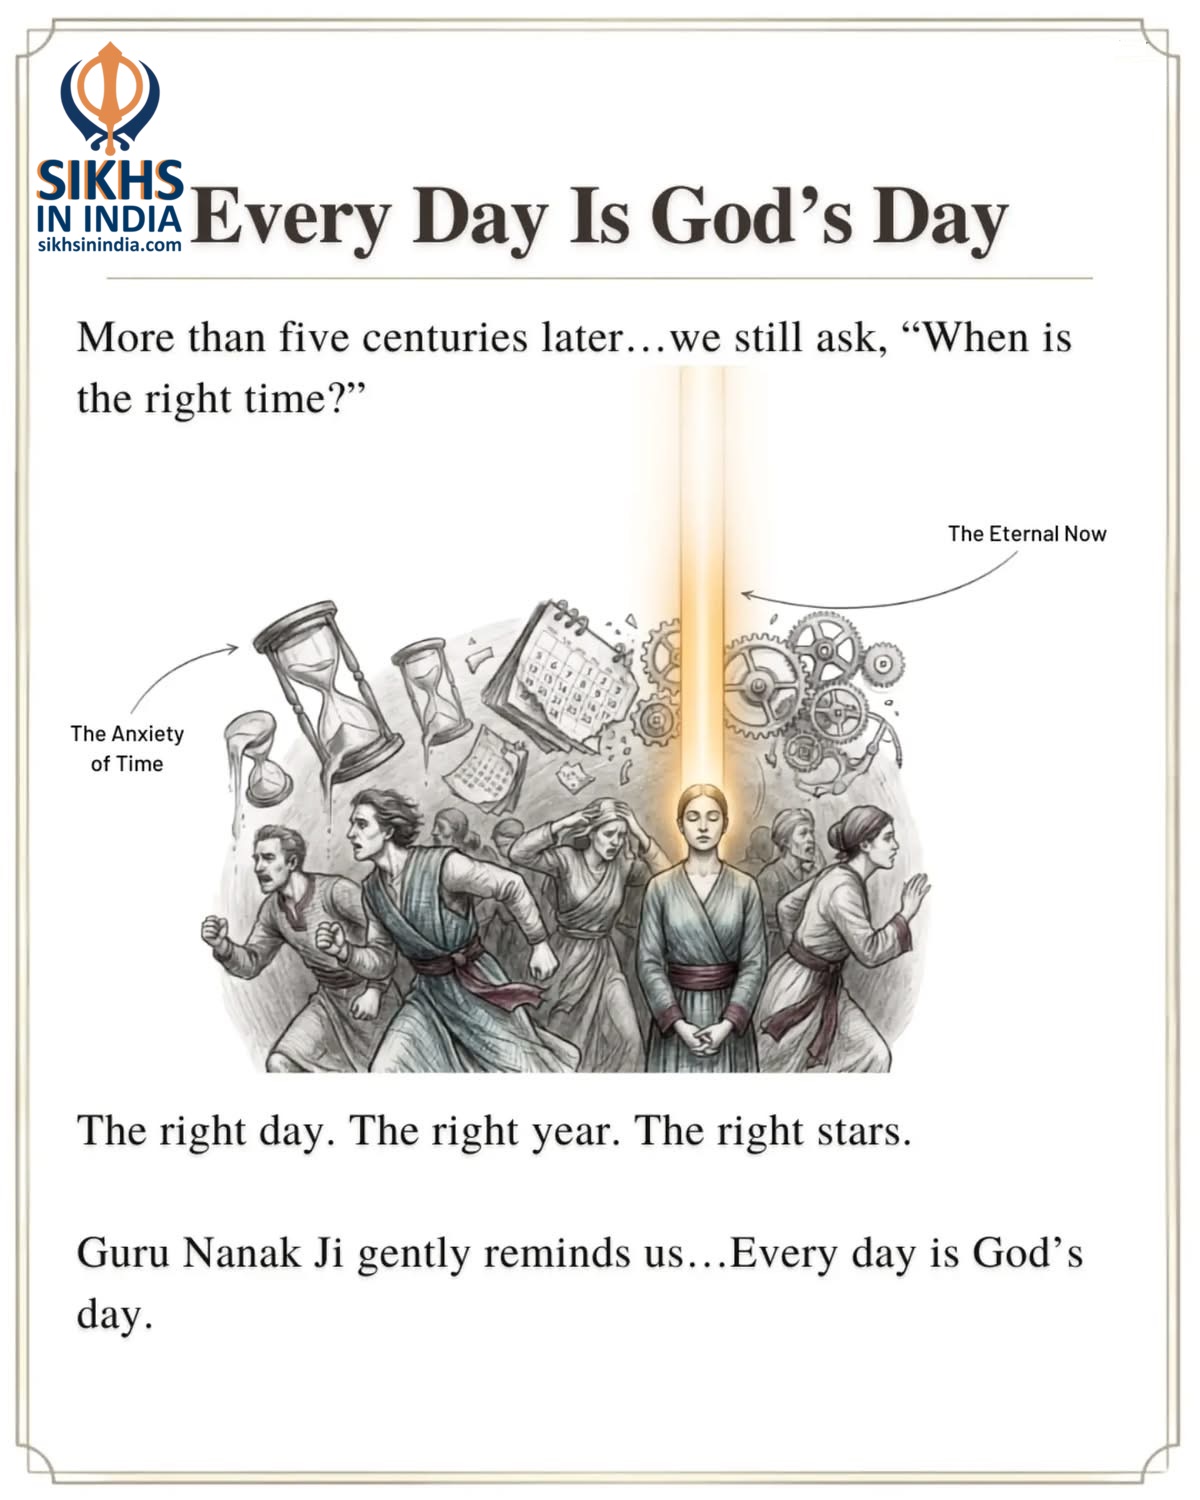 SIKHS
IN INDIA
sikhsinindia.com
Every Day Is God’s Day
More than five centuries later…we still ask, “When is
the right time?”
The Eternal Now
The Anxiety
of Time
The right day. The right year. The right stars.
Guru Nanak Ji gently reminds us…Every day is God’s
day.